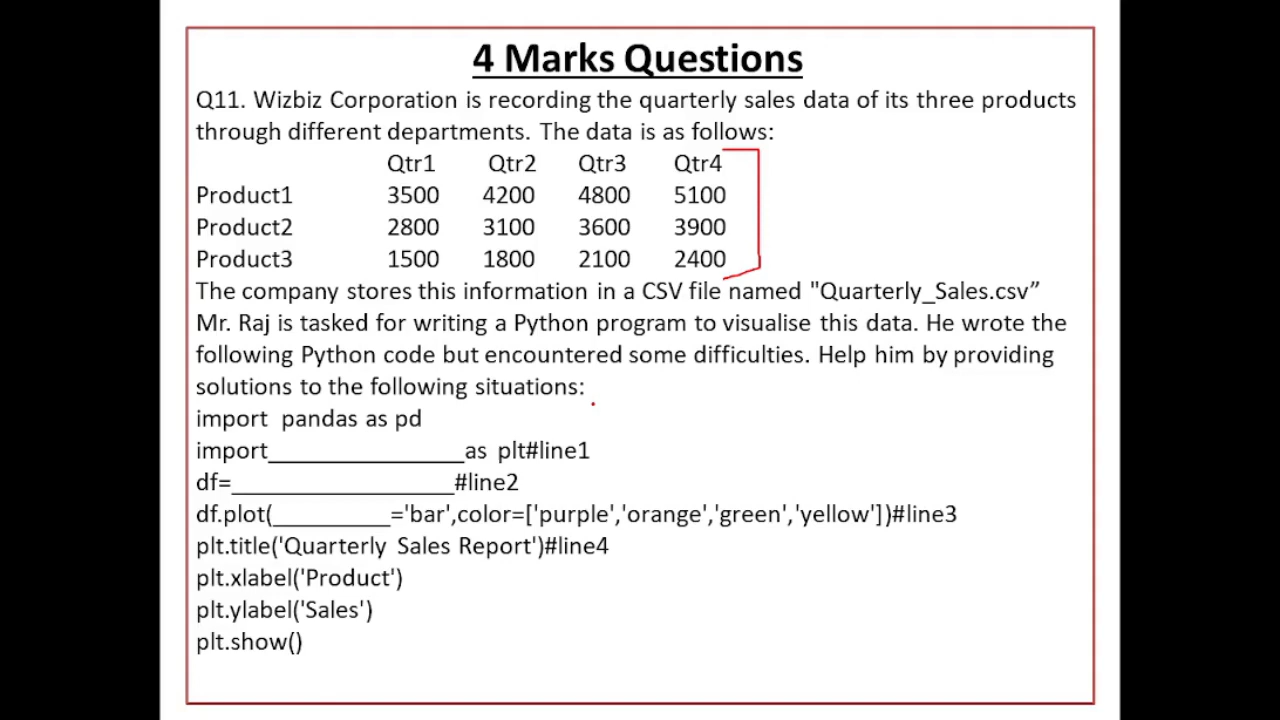 4 Marks Questions
Q11. Wizbiz Corporation is recording the quarterly sales data of its three products
through different departments. The data is as follows:
Qtr1 Qtr2 Qtr3 Qtr4
Product1 3500 4200 4800 5100
Product2 2800 3100 3600 3900
Product3 1500 1800 2100 2400
The company stores this information in a CSV file named "Quarterly_Sales.csv”
Mr. Raj is tasked for writing a Python program to visualise this data. He wrote the
following Python code but encountered some difficulties. Help him by providing
solutions to the following situations:
import pandas as pd
import_______________as plt#line1
df=_________________#line2
df.plot(_________='bar',color=['purple','orange','green','yellow'])#line3
plt.title('Quarterly Sales Report')#line4
plt.xlabel('Product')
plt.ylabel('Sales')
plt.show()